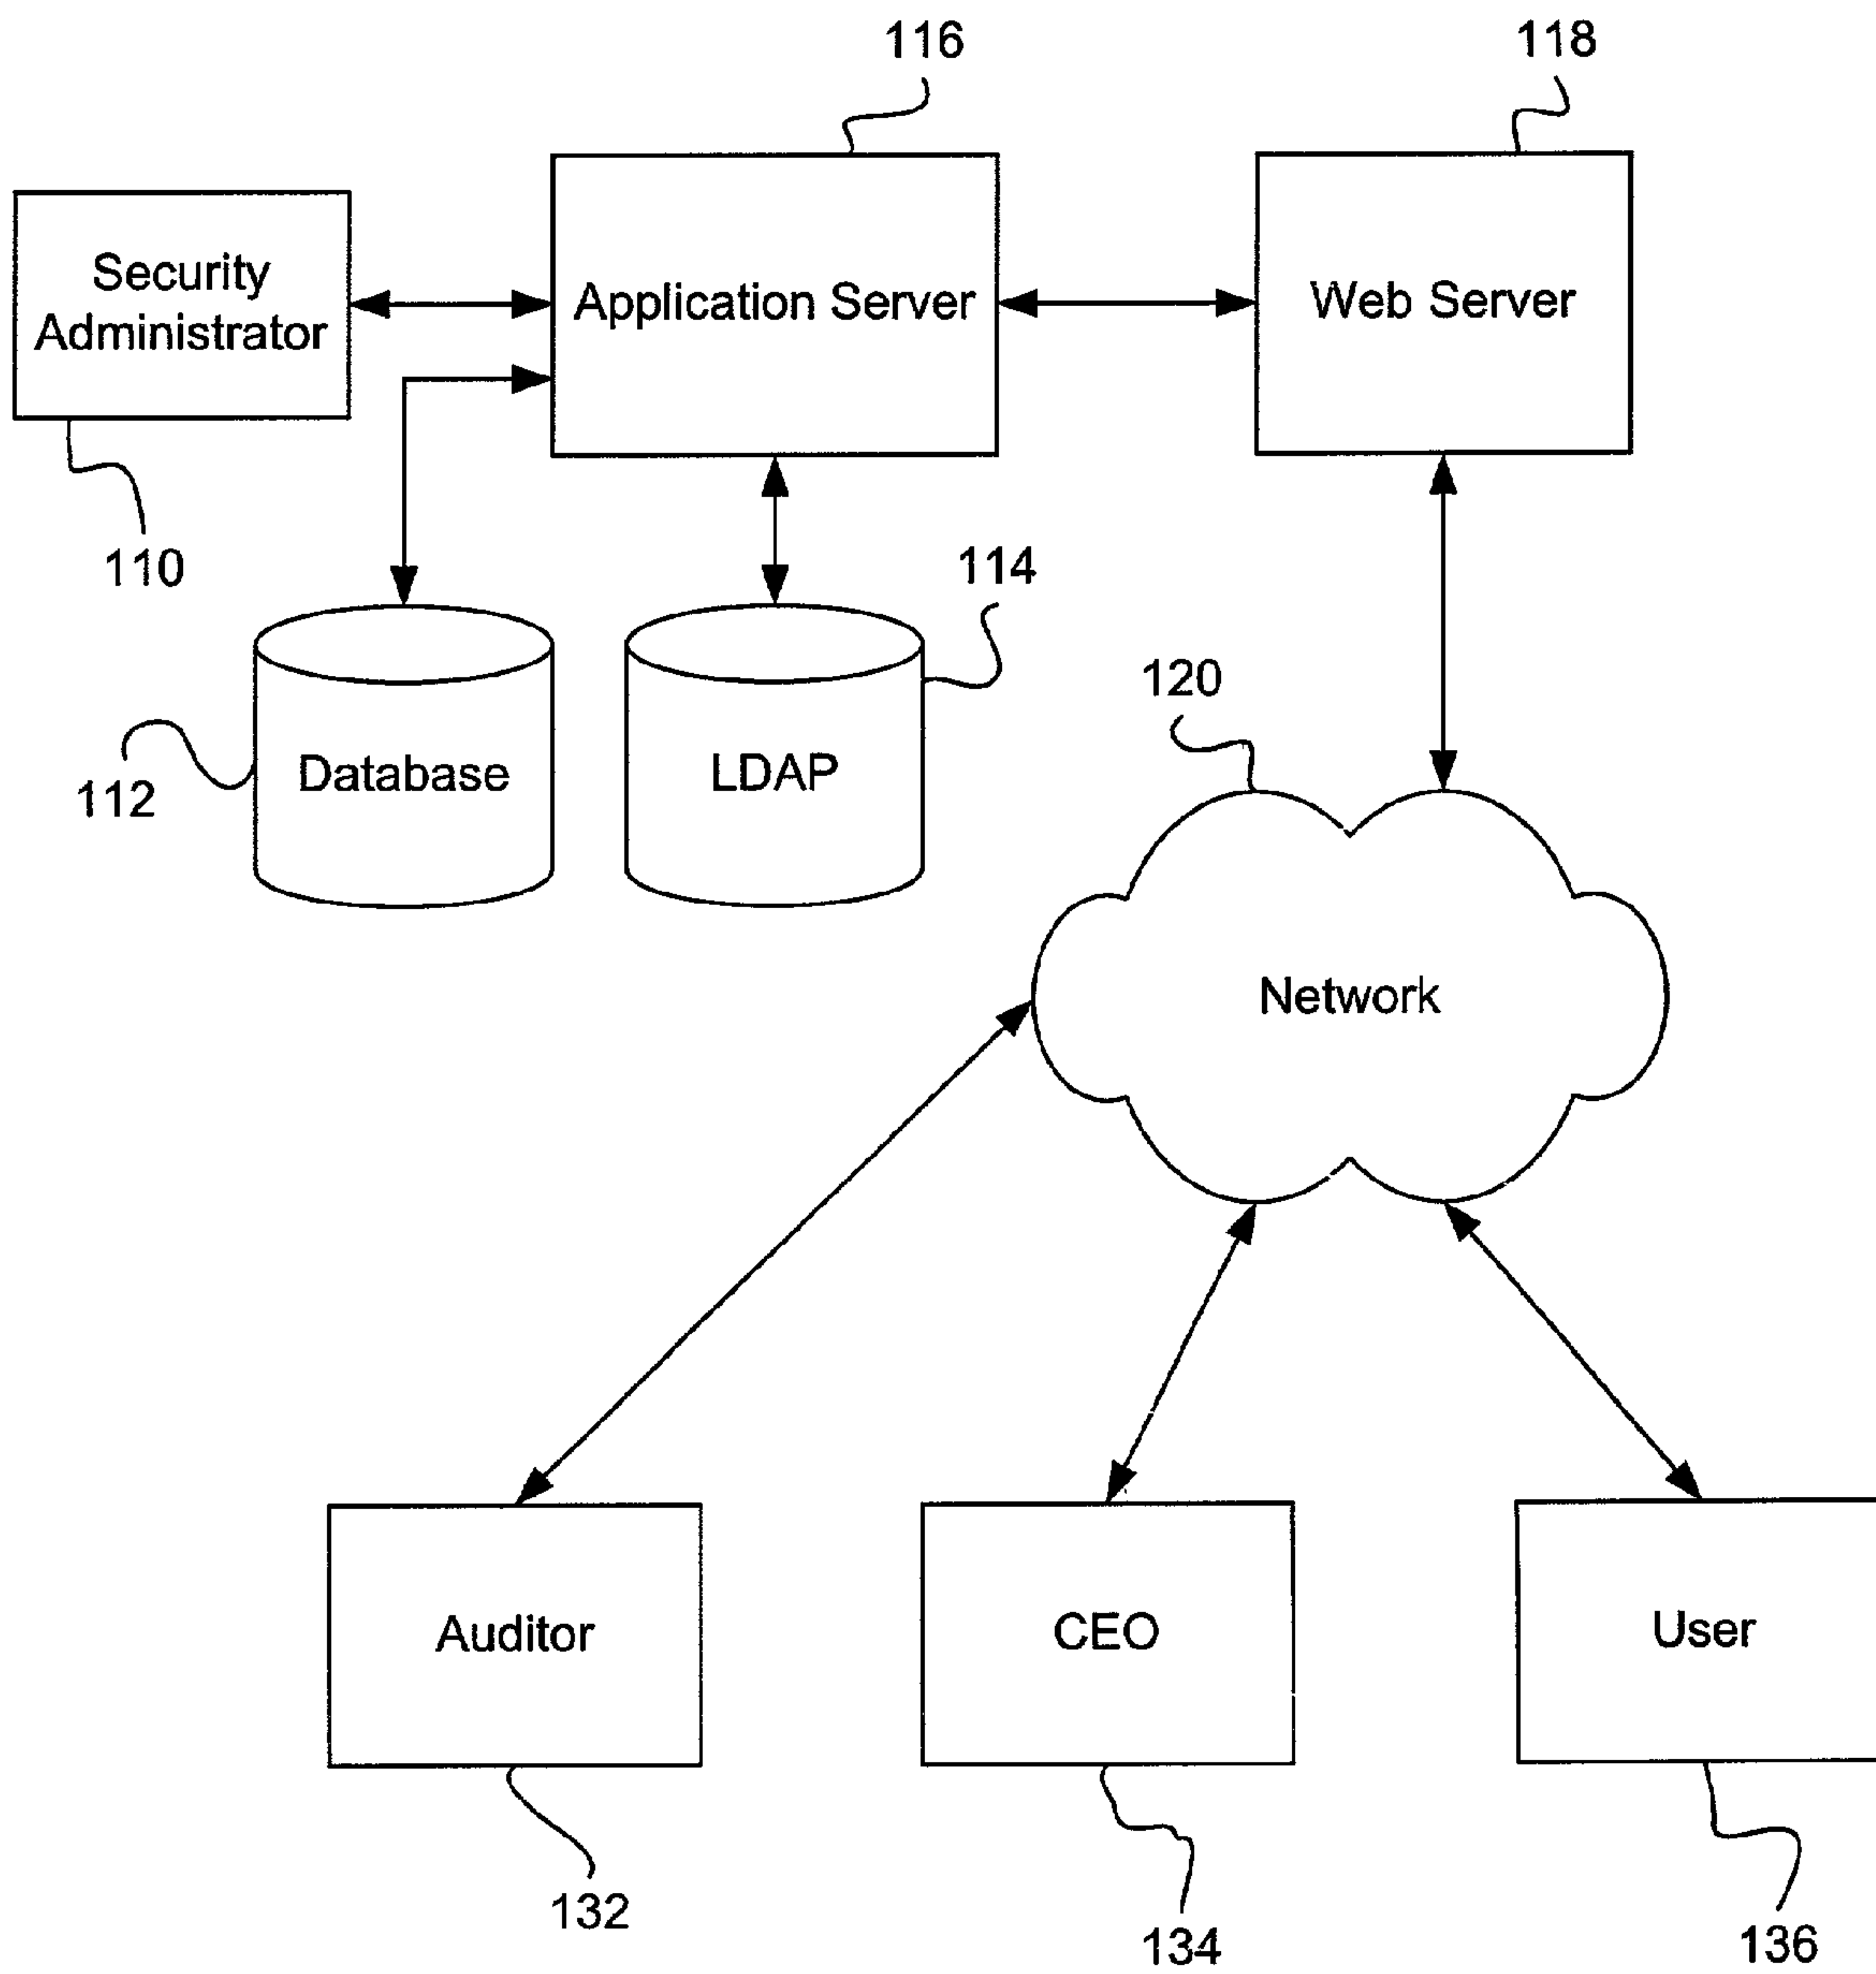 116
118
Security
Administrator
Application Server
Web Server
110
114
120
112
Database
LDAP
Network
Auditor
CEO
User
132
134
136